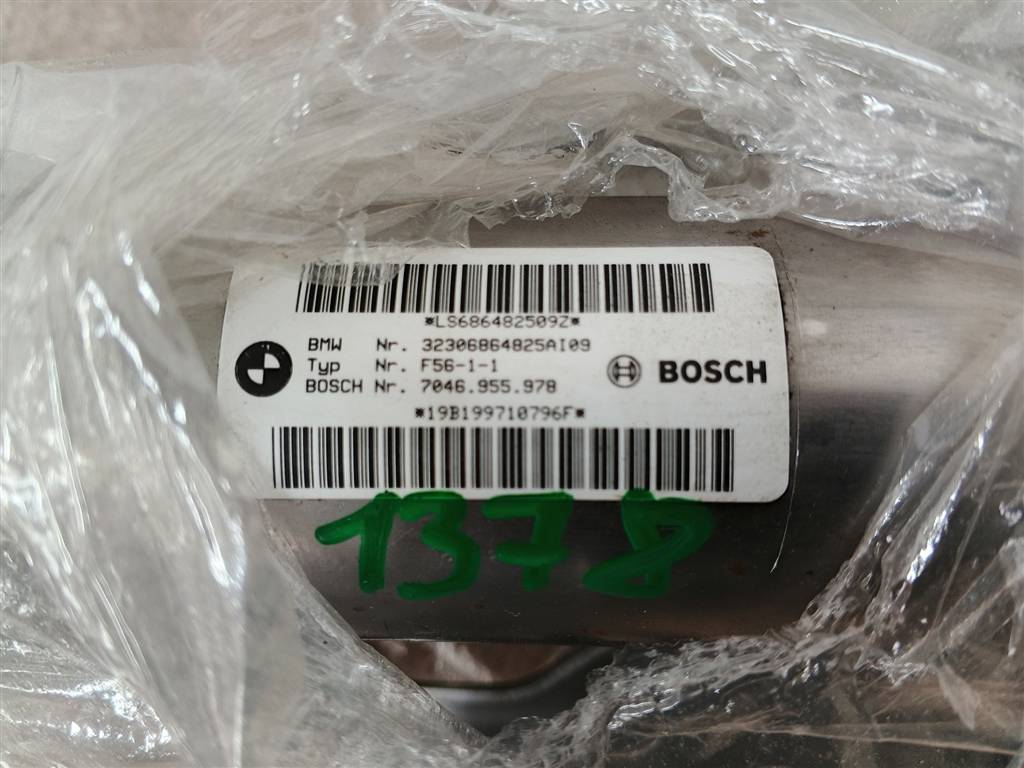 *LS686482509Z*
BMW Nr. 32306864825AI09
Typ Nr. F56-1-1
BOSCH Nr. 7046.955.978
BOSCH
*19B199710796F*
1378